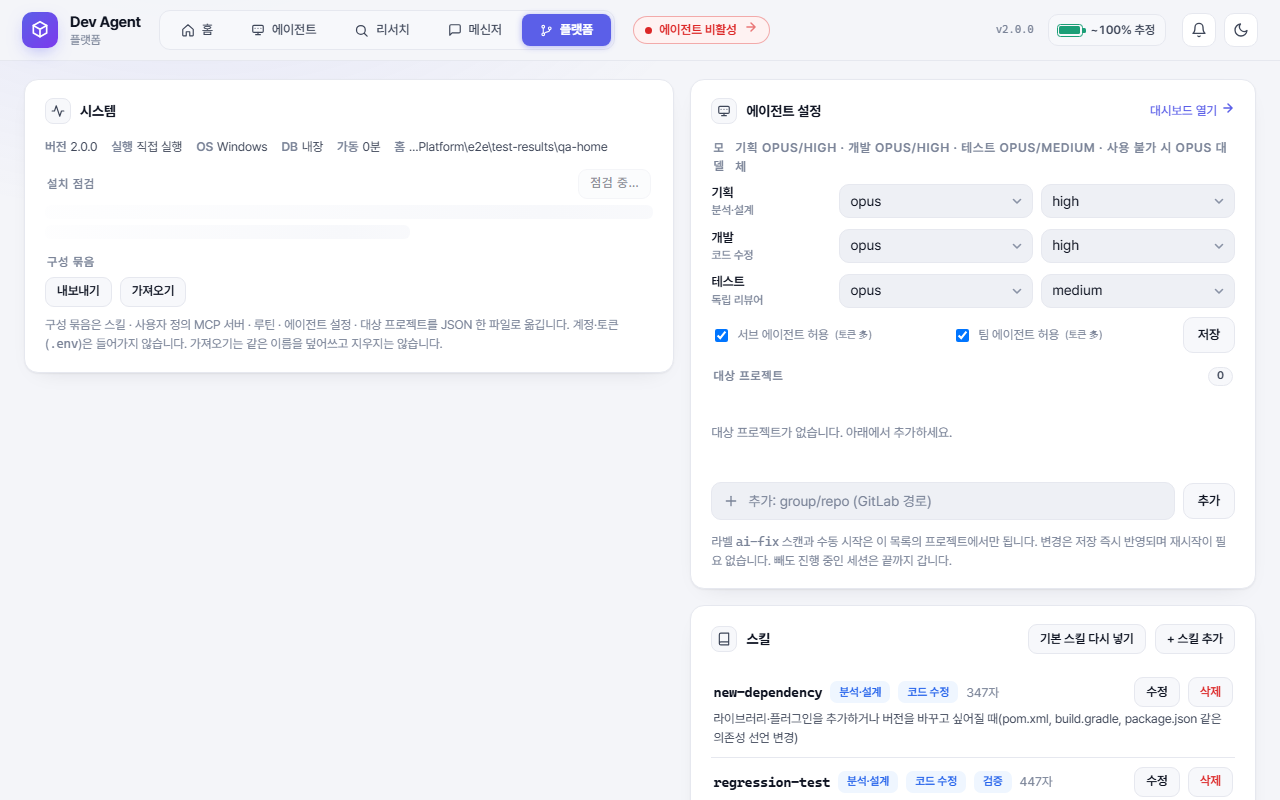 Dev Agent
플랫폼
홈
에이전트
리서치
메신저
플랫폼
에이전트 비활성 →
v2.0.0
~100% 추정
시스템
버전 2.0.0 실행 직접 실행 OS Windows DB 내장 가동 0분 홈 ...Platform\e2e\test-results\qa-home
설치 점검
점검 중...
구성 묶음
내보내기
가져오기
구성 묶음은 스킬 · 사용자 정의 MCP 서버 · 루틴 · 에이전트 설정 · 대상 프로젝트를 JSON 한 파일로 옮깁니다. 계정·토큰
(.env)은 들어가지 않습니다. 가져오기는 같은 이름을 덮어쓰고 지우지는 않습니다.
에이전트 설정
대시보드 열기 →
모델
기획 OPUS/HIGH · 개발 OPUS/HIGH · 테스트 OPUS/MEDIUM · 사용 불가 시 OPUS 대
체
기획
분석·설계
opus
high
개발
코드 수정
opus
high
테스트
독립 리뷰어
opus
medium
서브 에이전트 허용 (토큰 多)
팀 에이전트 허용 (토큰 多)
저장
대상 프로젝트
0
대상 프로젝트가 없습니다. 아래에서 추가하세요.
추가: group/repo (GitLab 경로)
추가
라벨 ai-fix 스캔과 수동 시작은 이 목록의 프로젝트에서만 됩니다. 변경은 저장 즉시 반영되며 재시작이 필
요 없습니다. 빼도 진행 중인 세션은 끝까지 갑니다.
스킬
기본 스킬 다시 넣기
+ 스킬 추가
new-dependency 분석·설계 코드 수정 347자
수정
삭제
라이브러리·플러그인을 추가하거나 버전을 바꾸고 싶어질 때(pom.xml, build.gradle, package.json 같은
의존성 선언 변경)
regression-test 분석·설계 코드 수정 검증 447자
수정
삭제